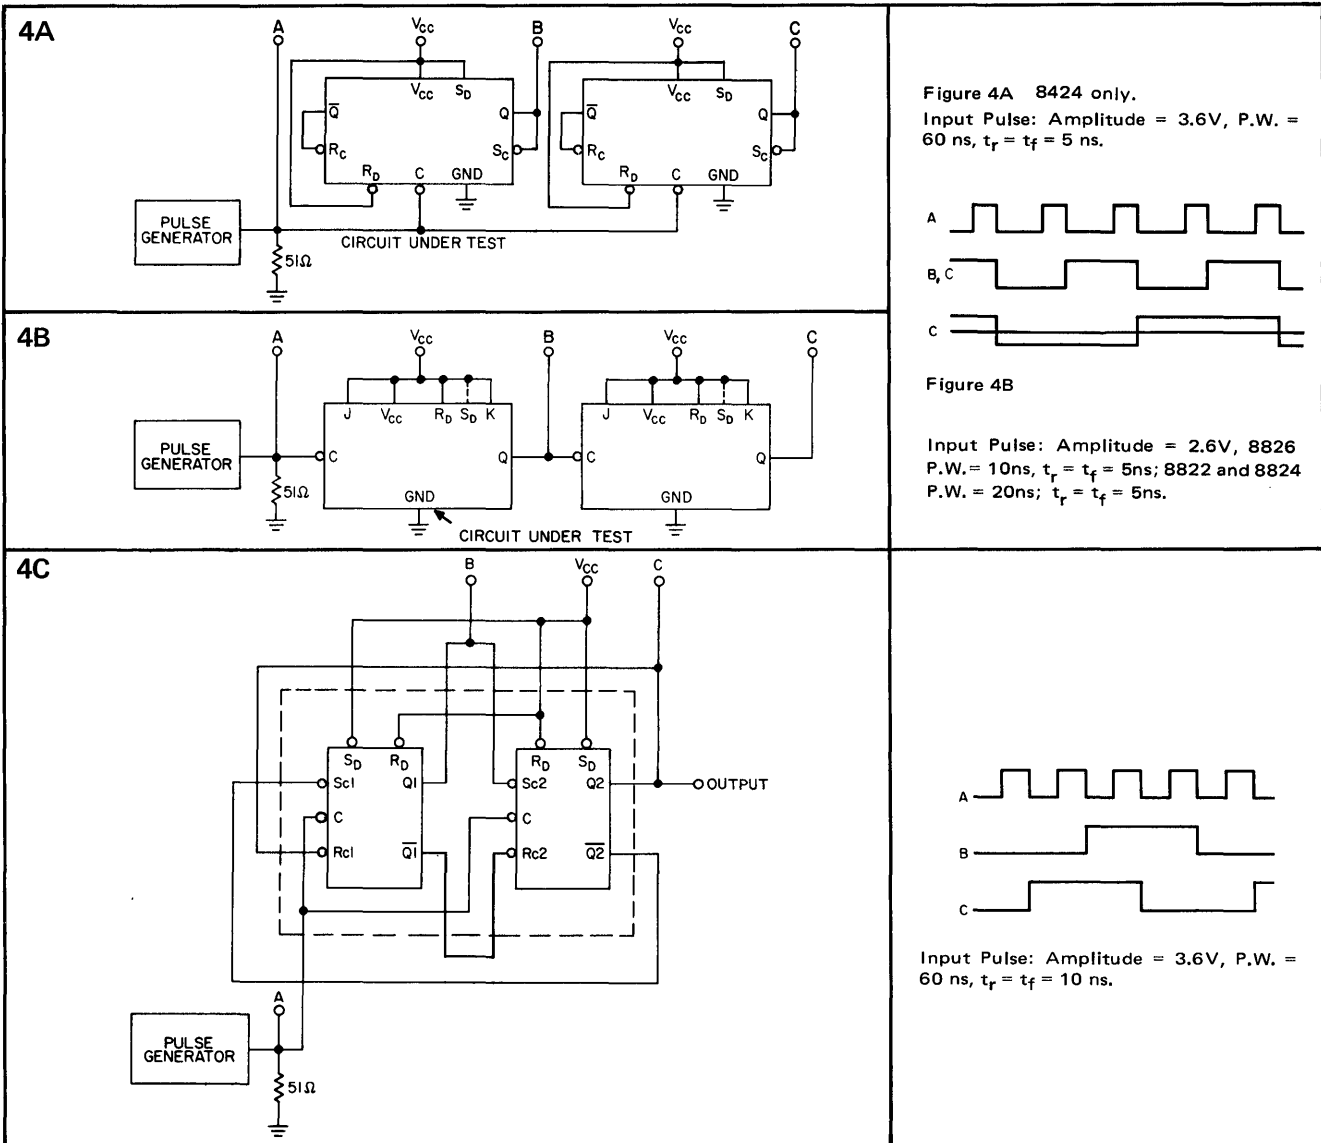 4A
A
VCC
B
VCC
C
VCC
SD
Q̅
Q
RC
SC
RD
C
GND
VCC
SD
Q̅
Q
RC
SC
RD
C
GND
PULSE
GENERATOR
51Ω
CIRCUIT UNDER TEST
Figure 4A 8424 only.
Input Pulse: Amplitude = 3.6V, P.W. =
60 ns, tr = tf = 5 ns.
A
B, C
C
Figure 4B
Input Pulse: Amplitude = 2.6V, 8826
P.W.= 10ns, tr = tf = 5ns; 8822 and 8824
P.W. = 20ns; tr = tf = 5ns.
4B
A
VCC
B
VCC
C
J
VCC
RD
SD
K
J
VCC
RD
SD
K
PULSE
GENERATOR
C
Q
C
Q
51Ω
GND
GND
CIRCUIT UNDER TEST
4C
B
VCC
C
SD
RD
RD
SD
Sc1
Q1
Sc2
Q2
OUTPUT
C
C
Rc1
Q̅1̅
Rc2
Q̅2̅
A
PULSE
GENERATOR
51Ω
A
B
C
Input Pulse: Amplitude = 3.6V, P.W. =
60 ns, tr = tf = 10 ns.